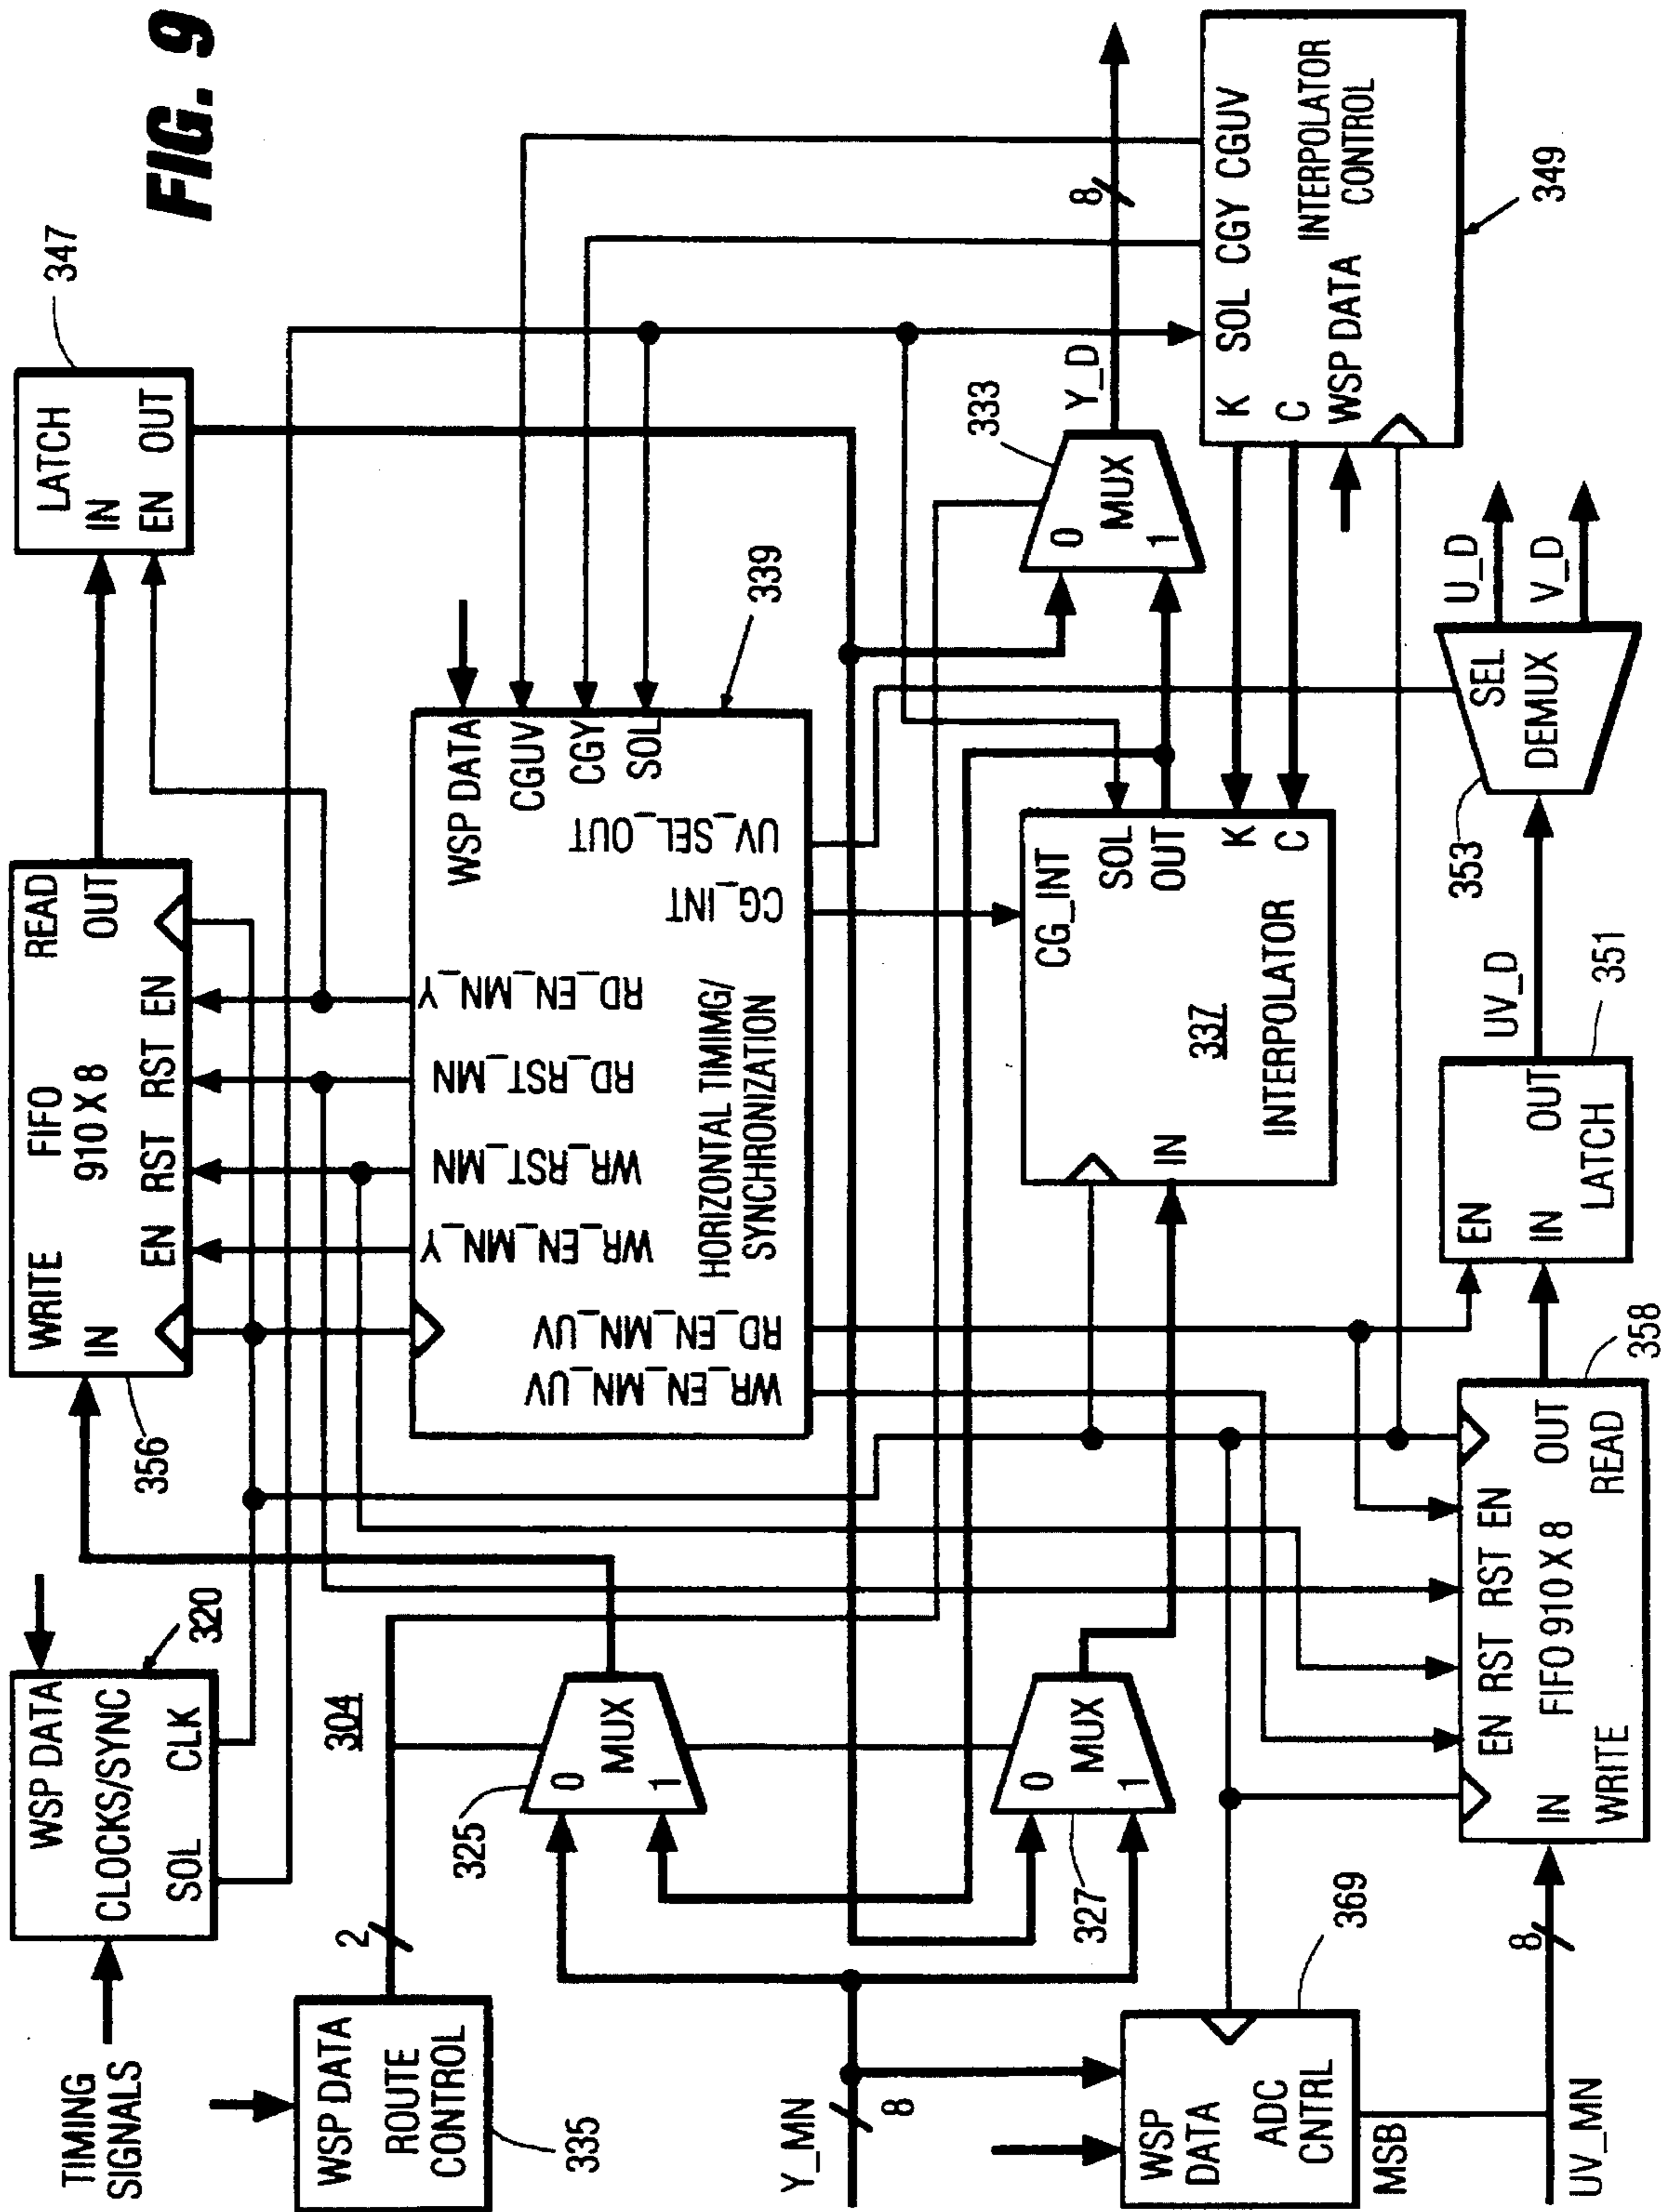 FIG. 9
TIMING
SIGNALS
WSP DATA
CLOCKS/SYNC
SOL CLK
320
WRITE
IN
FIFO
910 X 8
READ
OUT
EN RST RST EN
356
LATCH
IN
EN OUT
347
WSP DATA
ROUTE
CONTROL
335
2
304
0
MUX
1
325
WR_EN_MN_UV
RD_EN_MN_UV
WR_EN_MN_Y
WR_RST_MN
RD_RST_MN
RD_EN_MN_Y
HORIZONTAL TIMIMG/
SYNCHRONIZATION
CG_INT
UV_SEL_OUT
WSP DATA
CGUV
CGY
SOL
339
Y_MN
8
0
MUX
1
327
IN
CG_INT
337
INTERPOLATOR
SOL
OUT
K
C
0
MUX
1
333
Y_D
8
K SOL CGY CGUV
C
WSP DATA
INTERPOLATOR
CONTROL
349
WSP
DATA
ADC
CNTRL
MSB
369
UV_MN
8
EN RST RST EN
IN
FIFO 910 X 8
OUT
WRITE
READ
358
EN
IN
OUT
LATCH
351
UV_D
SEL
DEMUX
353
U_D
V_D